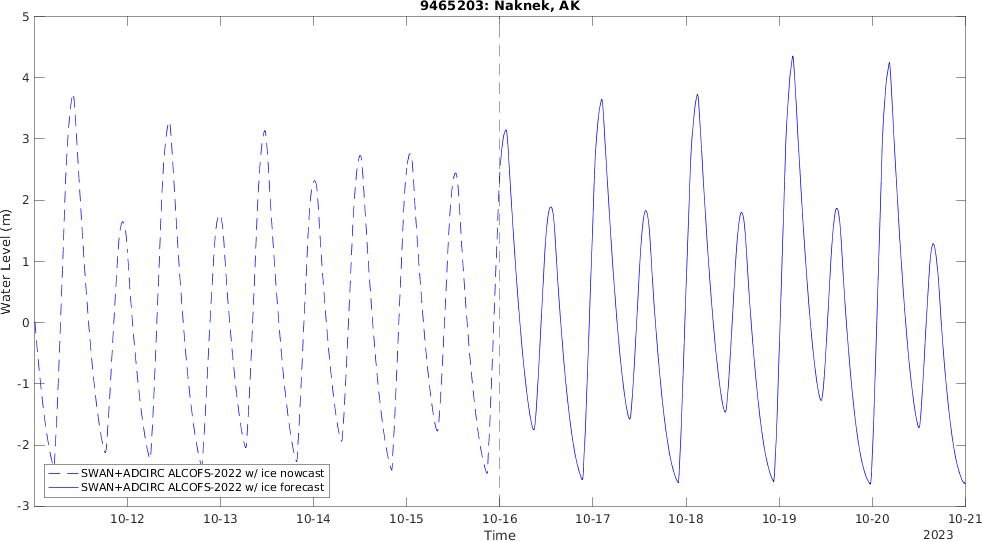 9465203: Naknek, AK
5
4
3
2
1
0
-1
-2
-3
Water Level (m)
SWAN+ADCIRC ALCOFS-2022 w/ ice nowcast
SWAN+ADCIRC ALCOFS-2022 w/ ice forecast
10-12 10-13 10-14 10-15 10-16 10-17 10-18 10-19 10-20 10-21
Time
2023